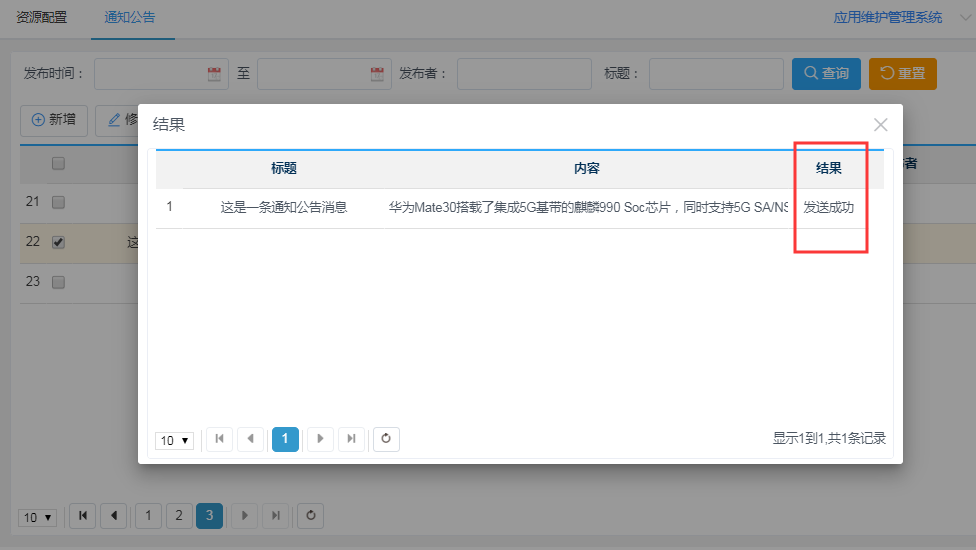 资源配置 通知公告 应用维护管理系统
发布时间： 至 发布者： 标题： 查询 重置
新增 修
结果
标题 内容 结果 者
1 这是一条通知公告消息 华为Mate30搭载了集成5G基带的麒麟990 Soc芯片，同时支持5G SA/NS 发送成功
21
22 这
23
10 1 显示1到1,共1条记录
10 1 2 3